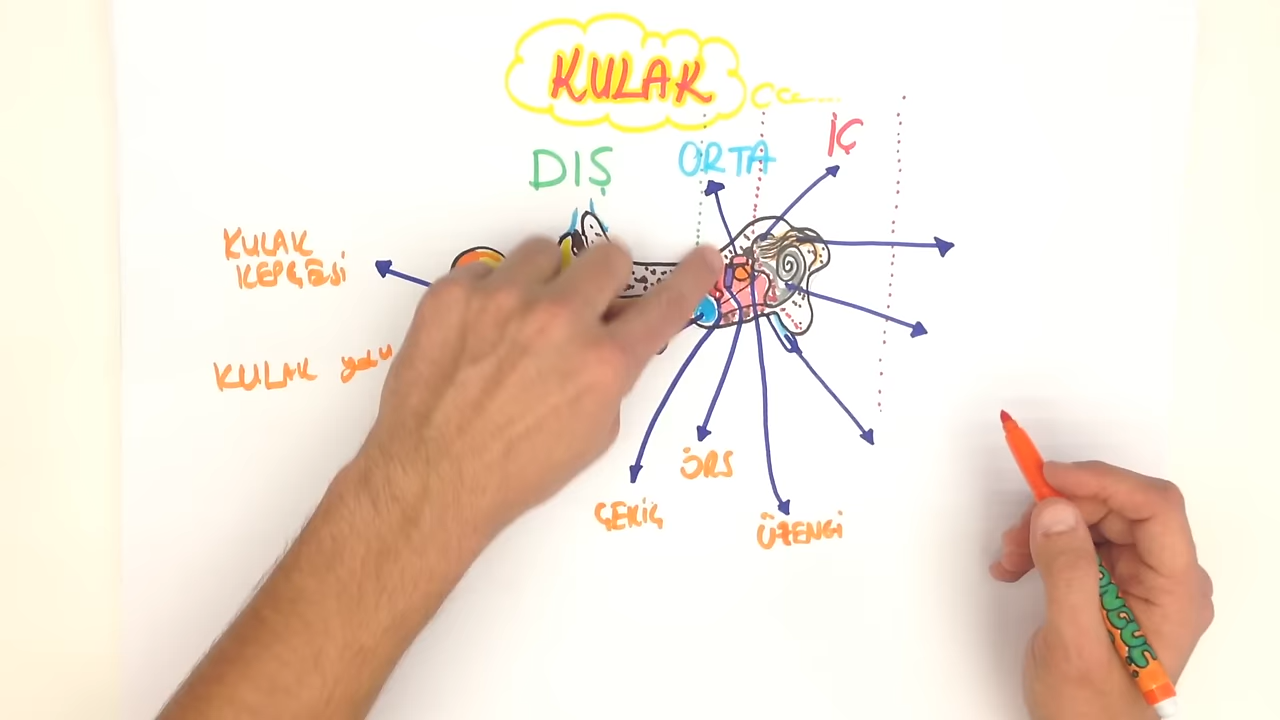 KULAK
DIŞ
ORTA
İÇ
KULAK
KEPÇESİ
KULAK yolu
ÖRS
ÇEKİÇ
ÜZENGİ